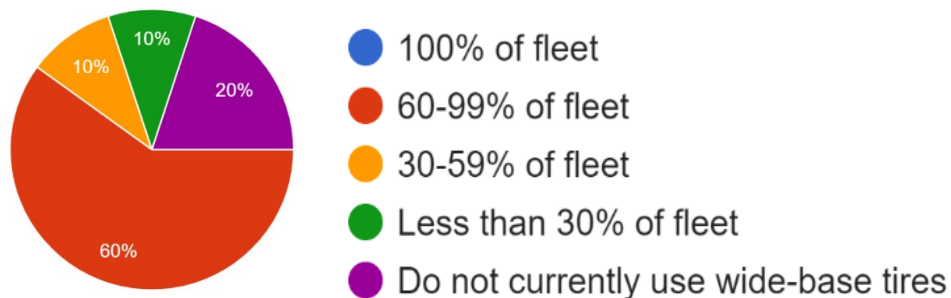 10%
10%
20%
60%
100% of fleet
60-99% of fleet
30-59% of fleet
Less than 30% of fleet
Do not currently use wide-base tires